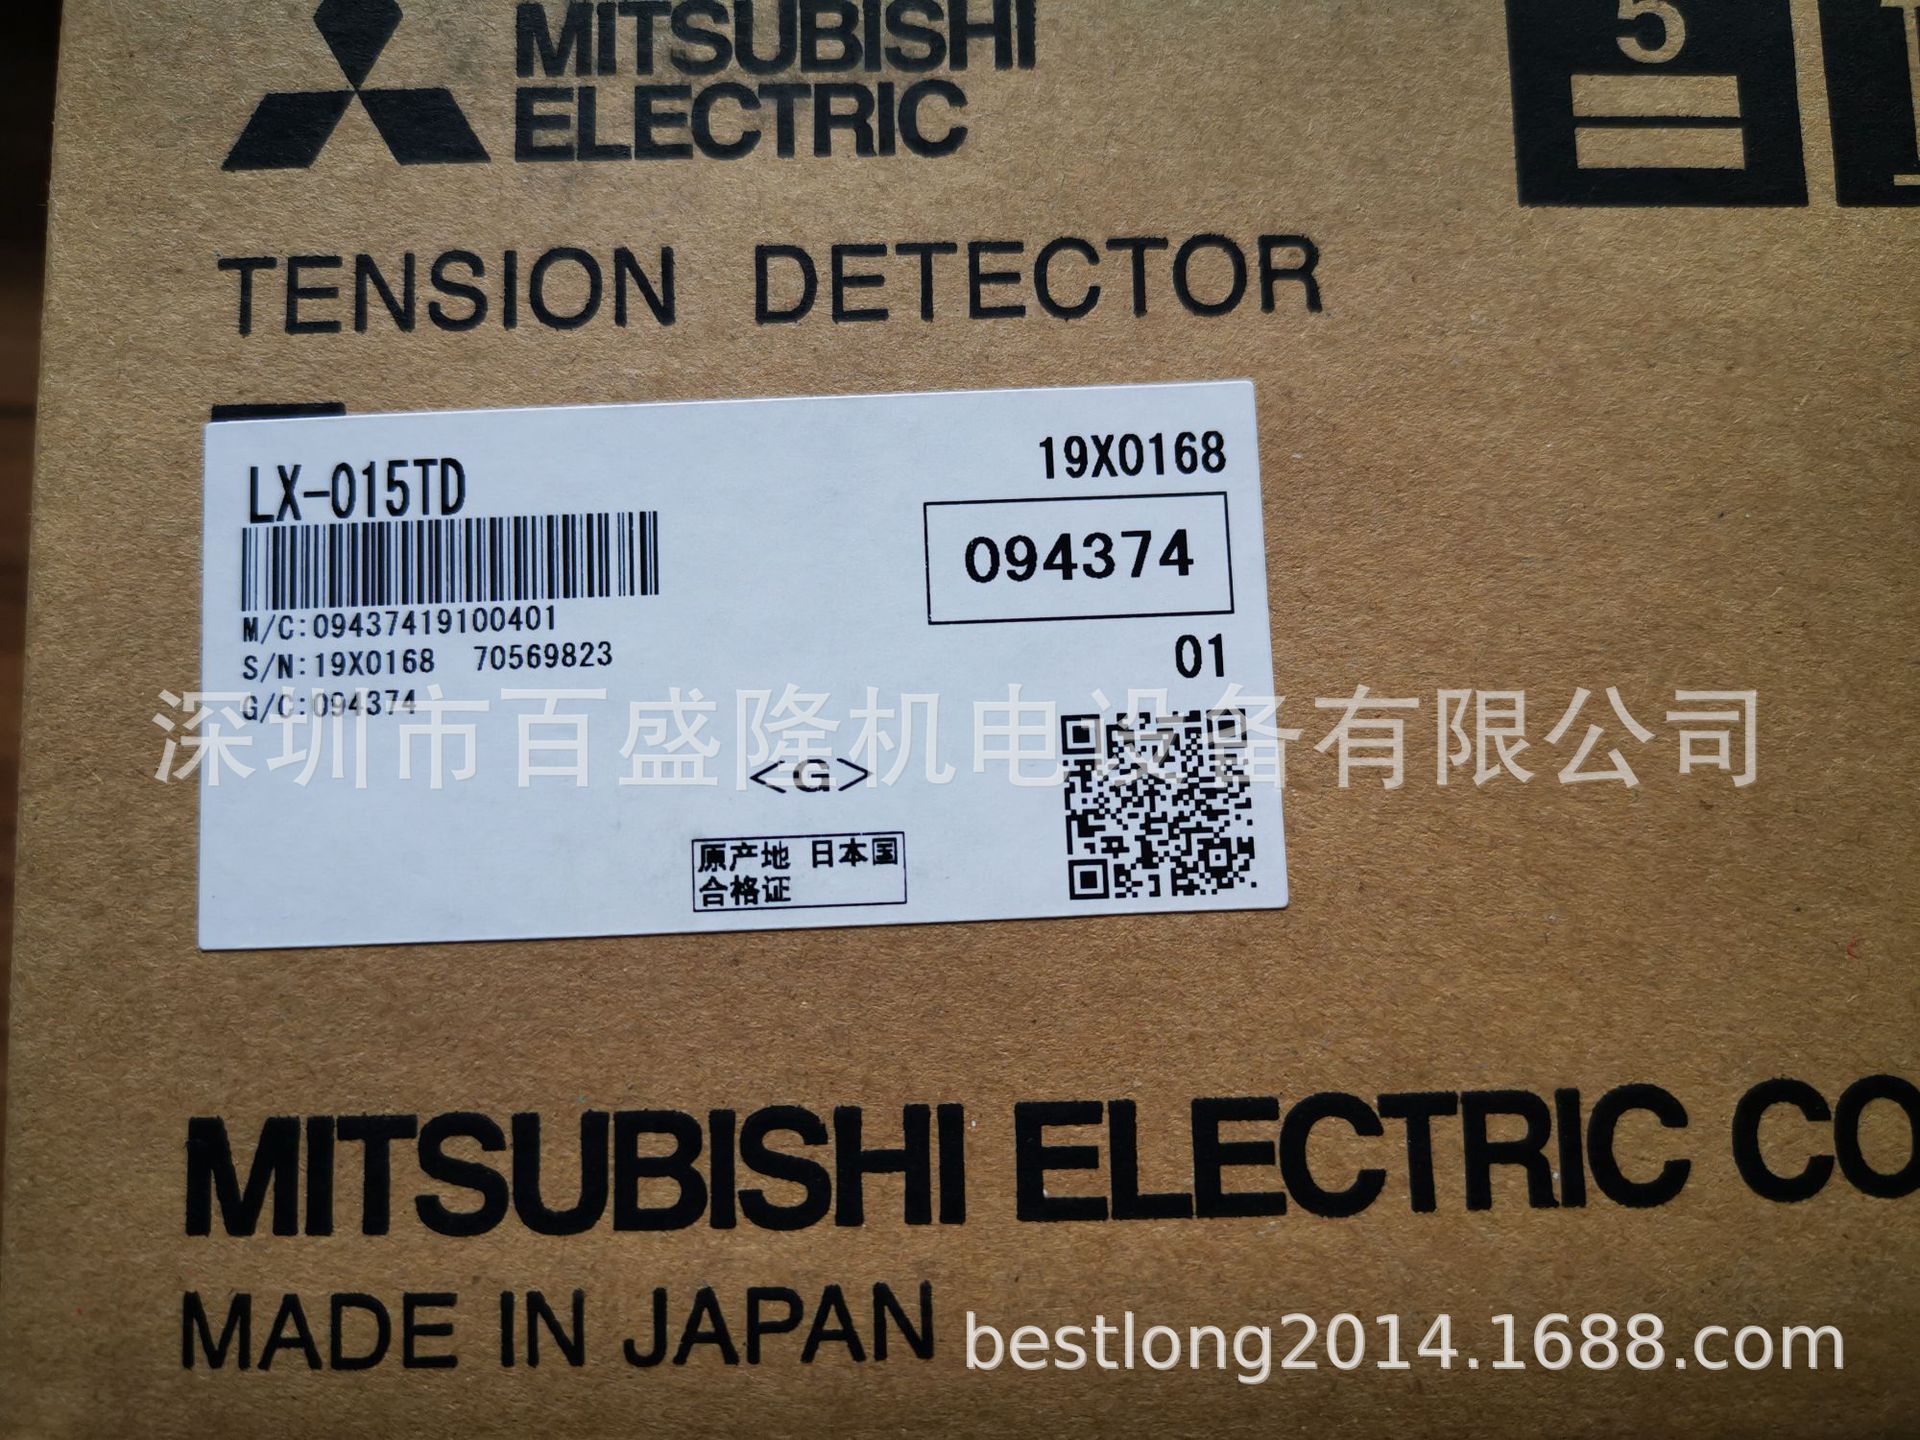 MITSUBISHI
ELECTRIC
5
TENSION DETECTOR
LX-015TD
19X0168
094374
M/C:09437419100401
S/N:19X0168 70569823
01
G/C:094374
深圳市百盛隆机电设备有限公司
<G>
原产地 日本国
合格证
MITSUBISHI ELECTRIC CO
MADE IN JAPAN
bestlong2014.1688.com